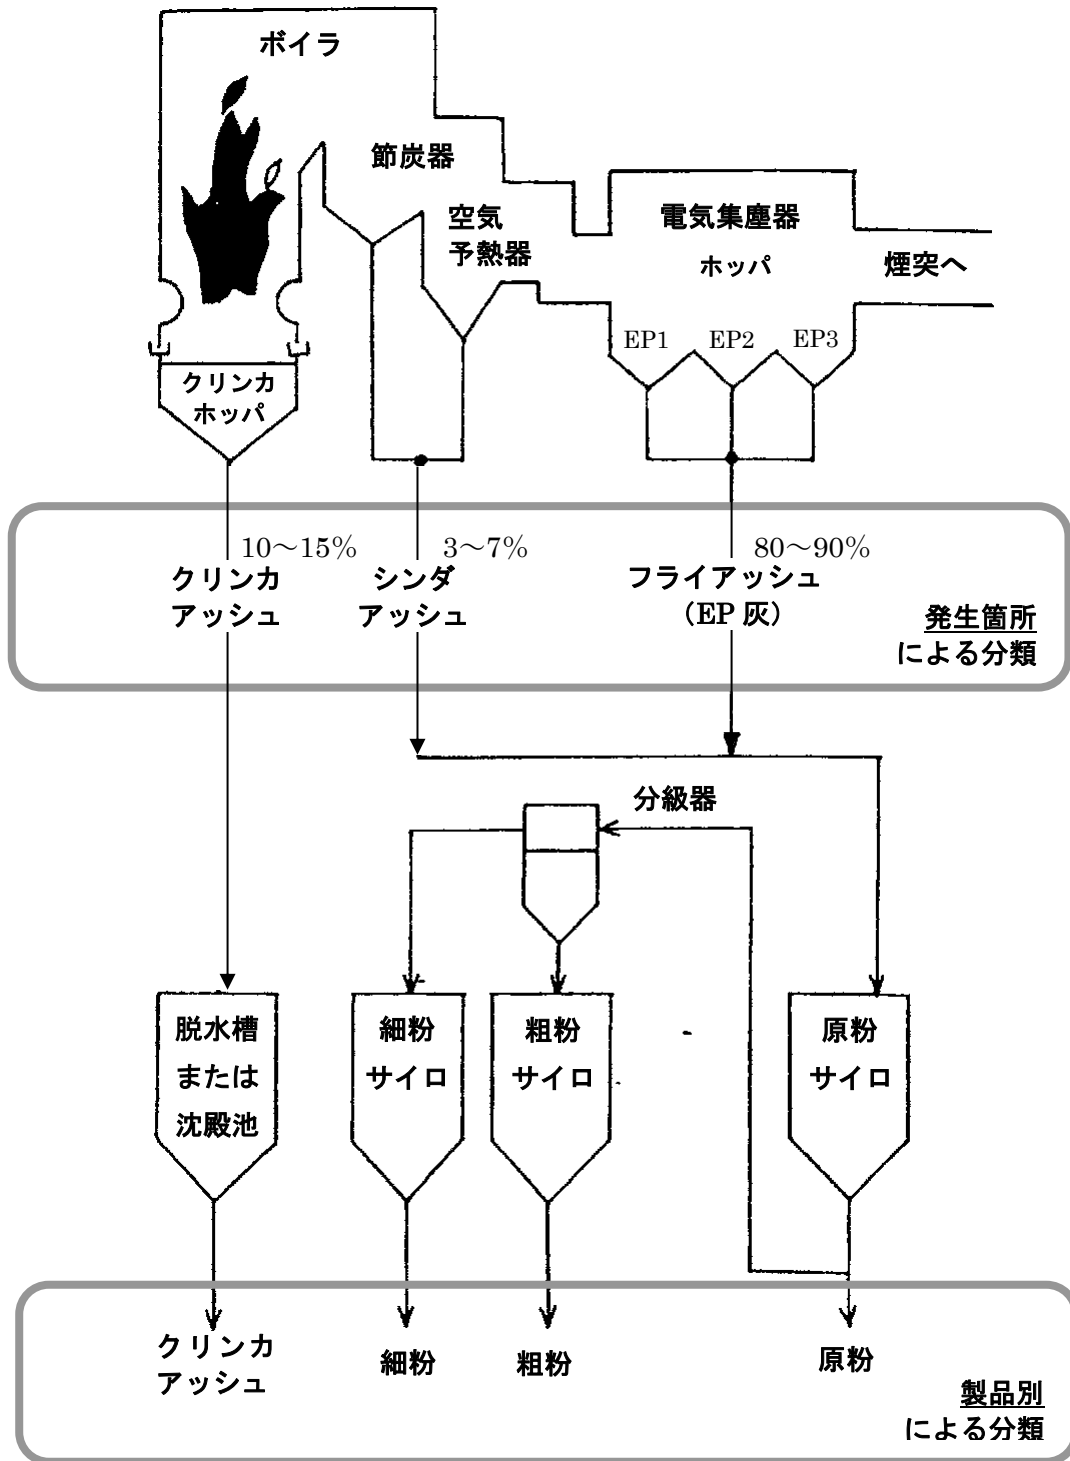 ボイラ
節炭器
空気
予熱器
電気集塵器
ホッパ
煙突へ
EP1
EP2
EP3
クリンカ
ホッパ
10～15%
クリンカ
アッシュ
3～7%
シンダ
アッシュ
80～90%
フライアッシュ
（EP 灰）
発生箇所
による分類
分級器
脱水槽
または
沈殿池
細粉
サイロ
粗粉
サイロ
原粉
サイロ
クリンカ
アッシュ
細粉
粗粉
原粉
製品別
による分類